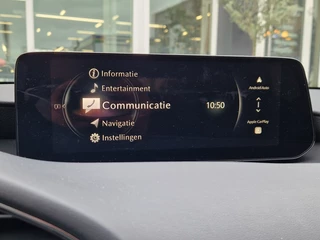 Informatie
Entertainment
Communicatie
Navigatie
Instellingen
10:50
Android Auto
Apple CarPlay